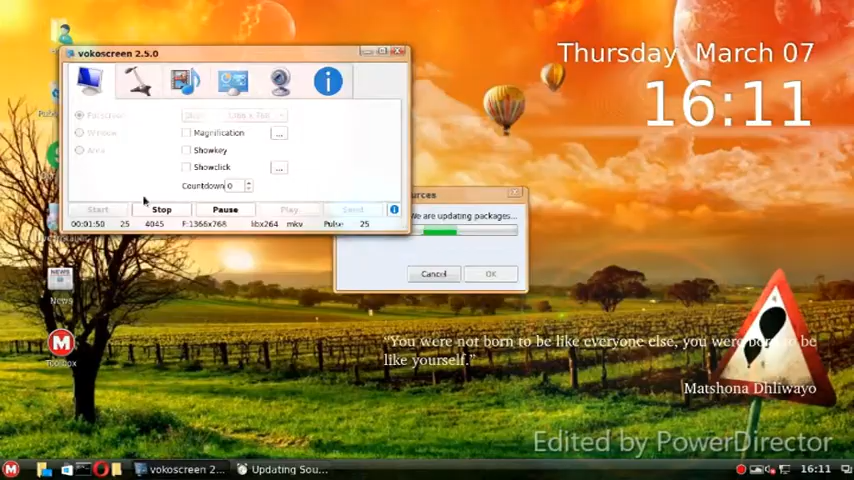 vokoscreen 2.5.0
Thursday, March 07
16:11
Fullscreen
Window
Area
Magnification
...
Showkey
Showclick
...
Countdown 0
Start
Stop
Pause
Play
Send
00:01:50 25 4045 F:1366x768 libx264 mkv Pulse 25
We are updating packages...
Cancel
OK
News
Toolbox
“You were not born to be like everyone else, you were born to be
like yourself.”
Matshona Dhliwayo
Edited by PowerDirector
vokoscreen 2...
Updating Sou...
16:11